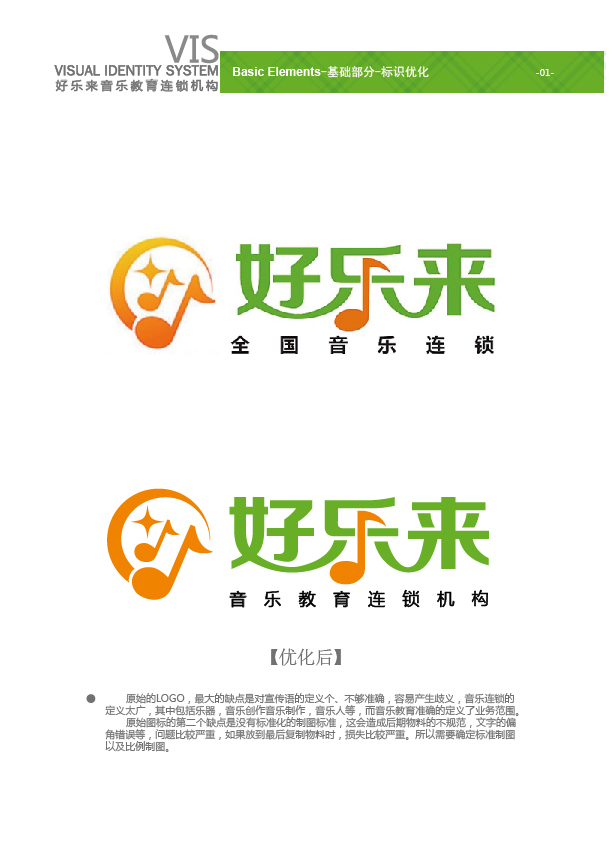 VIS
VISUAL IDENTITY SYSTEM
好乐来音乐教育连锁机构
Basic Elements-基础部分-标识优化
-01-
好乐来
全国音乐连锁
好乐来
音乐教育连锁机构
【优化后】
● 原始的LOGO，最大的缺点是对宣传语的定义个、不够准确，容易产生歧义，音乐连锁的
定义太广，其中包括乐器，音乐创作音乐制作，音乐人等，而音乐教育准确的定义了业务范围。
原始图标的第二个缺点是没有标准化的制图标准，这会造成后期物料的不规范，文字的偏
角错误等，问题比较严重，如果放到最后复制物料时，损失比较严重。所以需要确定标准制图
以及比例制图。